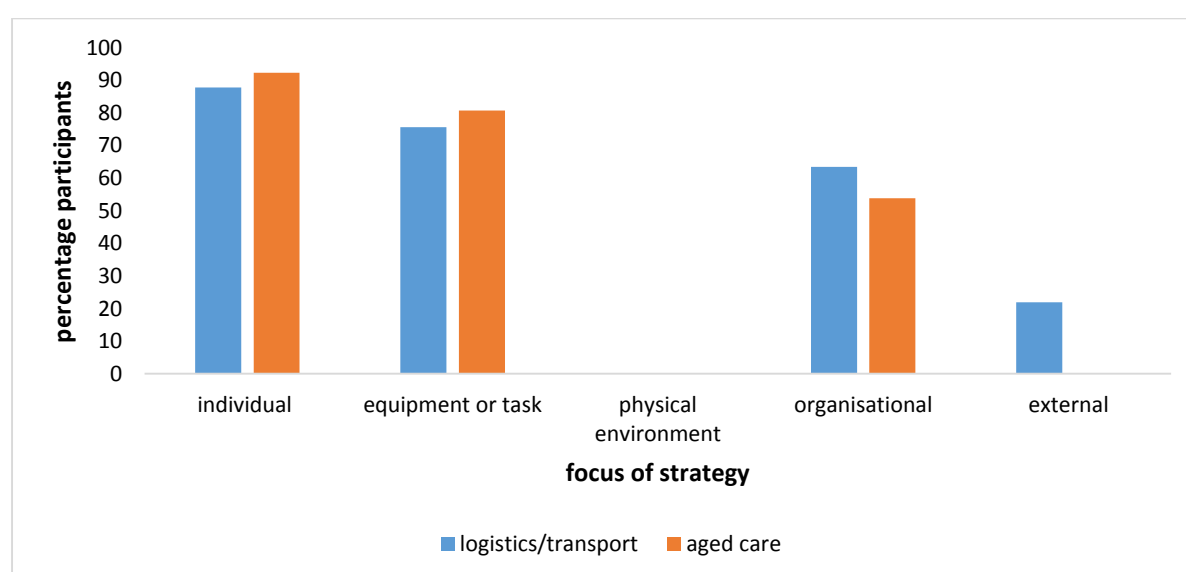 percentage participants
100
90
80
70
60
50
40
30
20
10
0
individual
equipment or task
physical
environment
organisational
external
focus of strategy
logistics/transport
aged care